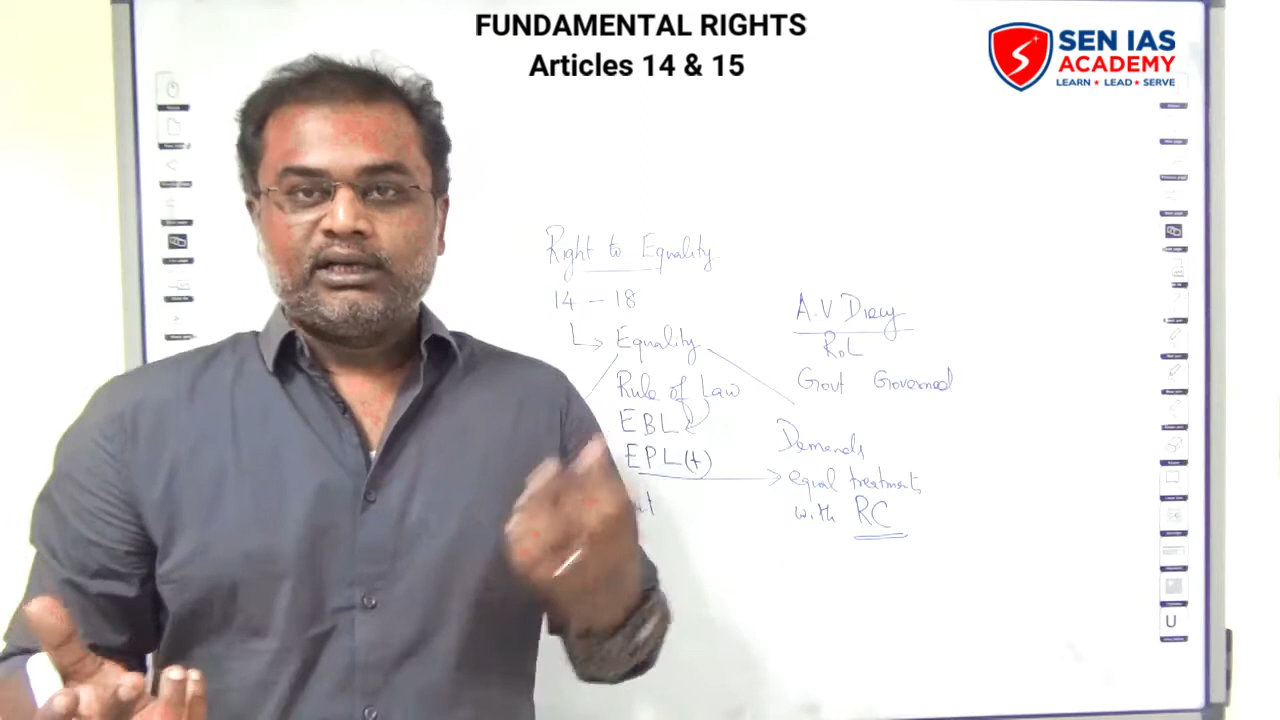 FUNDAMENTAL RIGHTS
Articles 14 & 15
SEN IAS
ACADEMY
LEARN ★ LEAD ★ SERVE
Right to Equality
14 - 18
Equality
Rule of Law
EBL
EPL (+)
A.V Dicey
RoL
Govt Governed
Demands
equal treatment
with RC
U